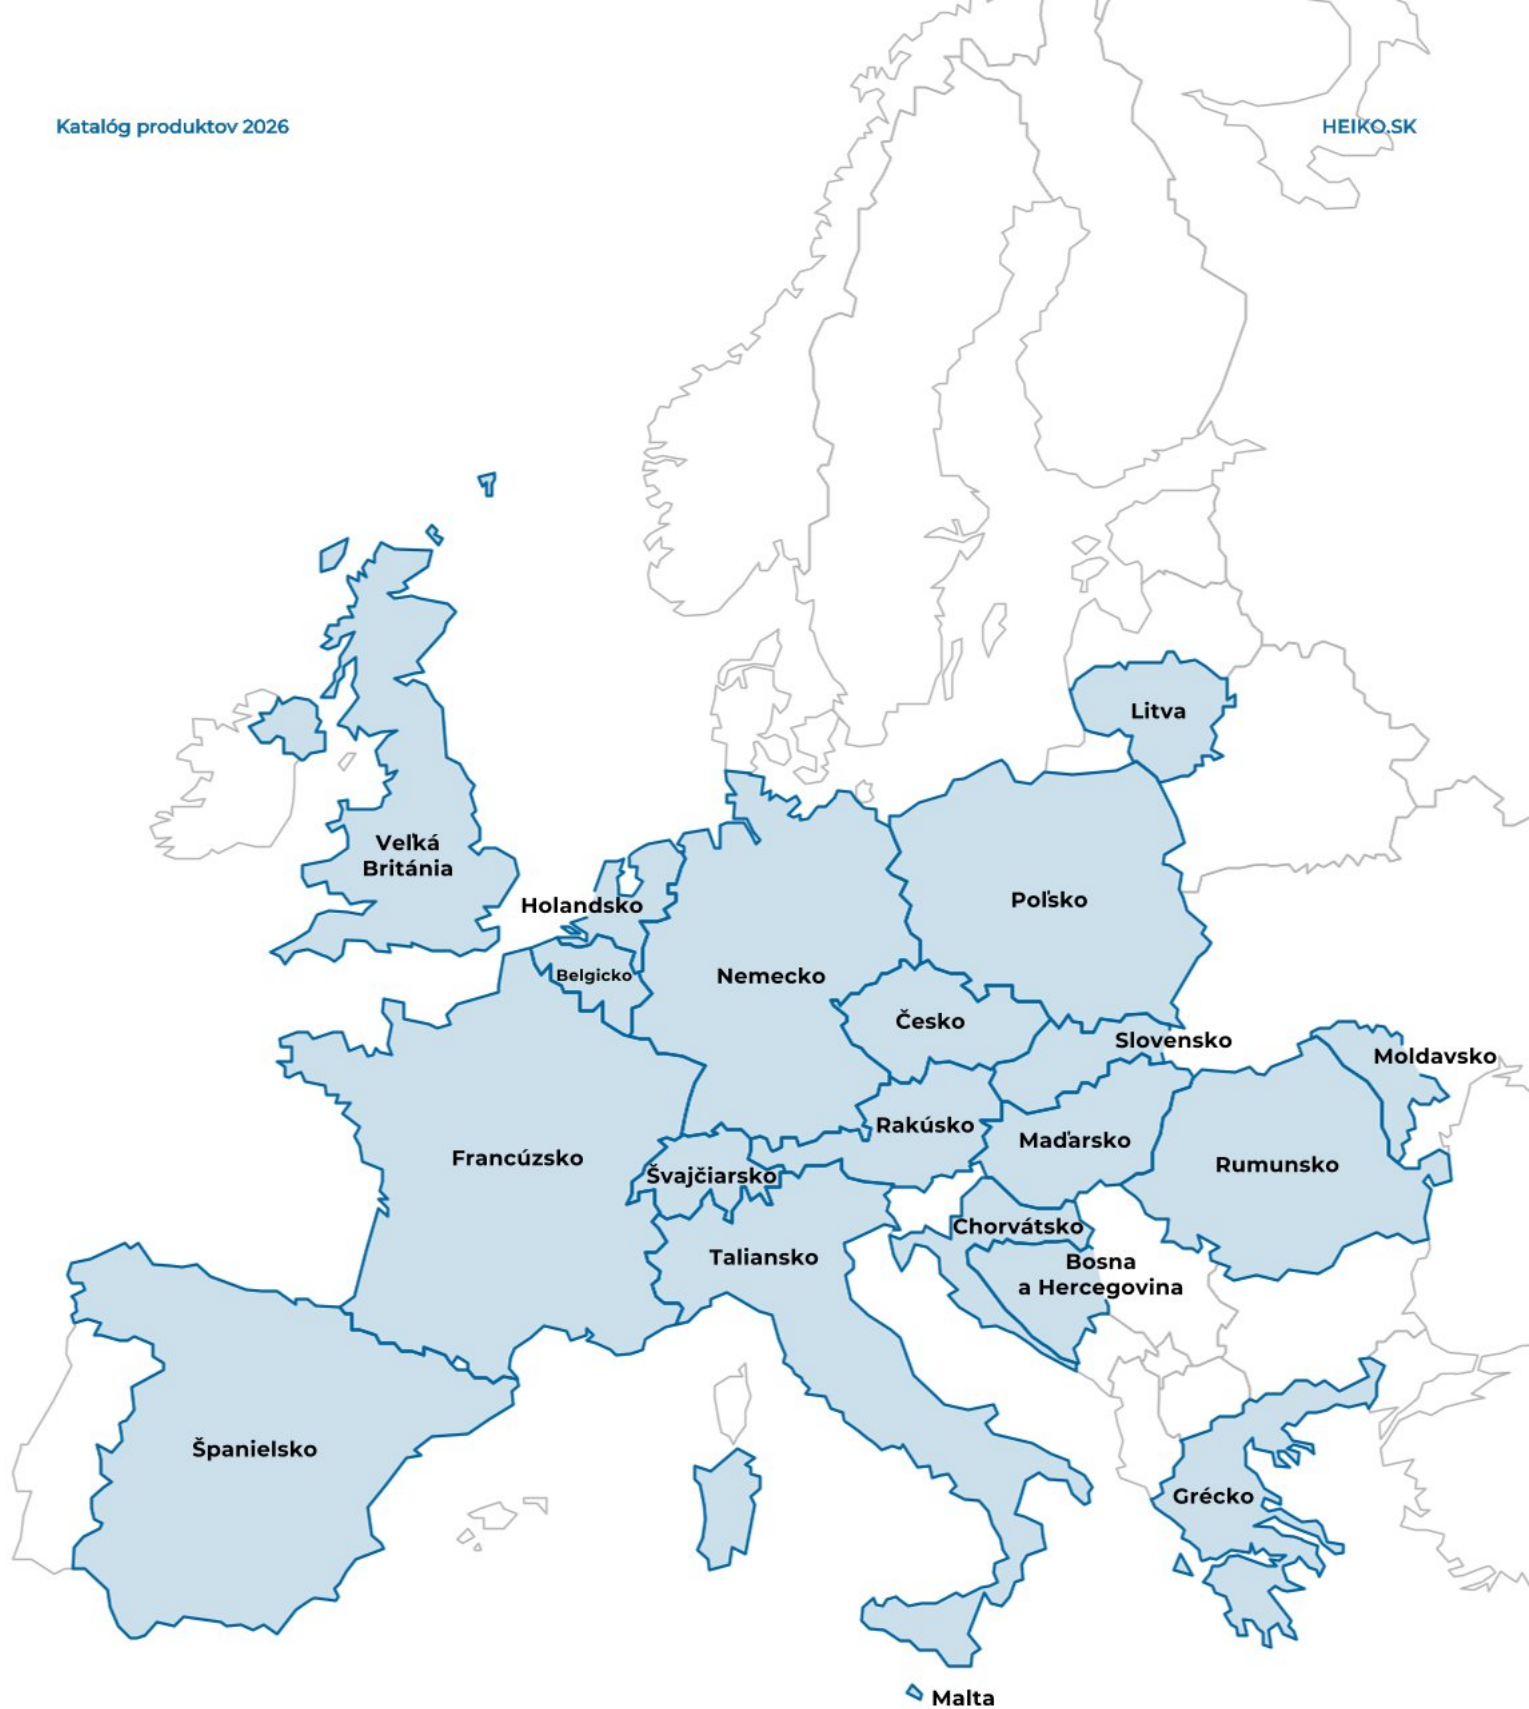 Katalóg produktov 2026
HEIKO.SK
Litva
Veľká
Británia
Holandsko
Poľsko
Belgicko
Nemecko
Česko
Slovensko
Moldavsko
Rakúsko
Maďarsko
Francúzsko
Rumunsko
Švajčiarsko
Chorvátsko
Taliansko
Bosna
a Hercegovina
Španielsko
Grécko
Malta